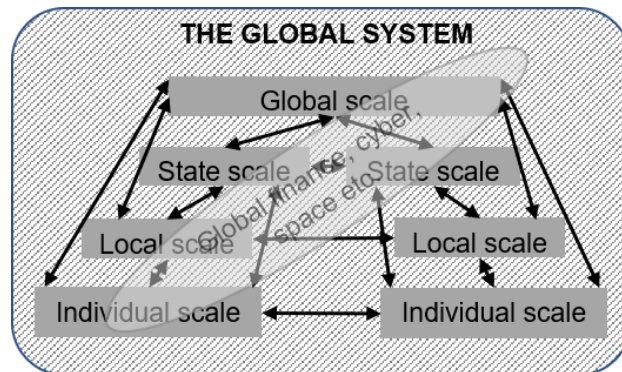 THE GLOBAL SYSTEM
Global scale
State scale
State scale
Local scale
Local scale
Individual scale
Individual scale
Global finance, cyber,
space etc